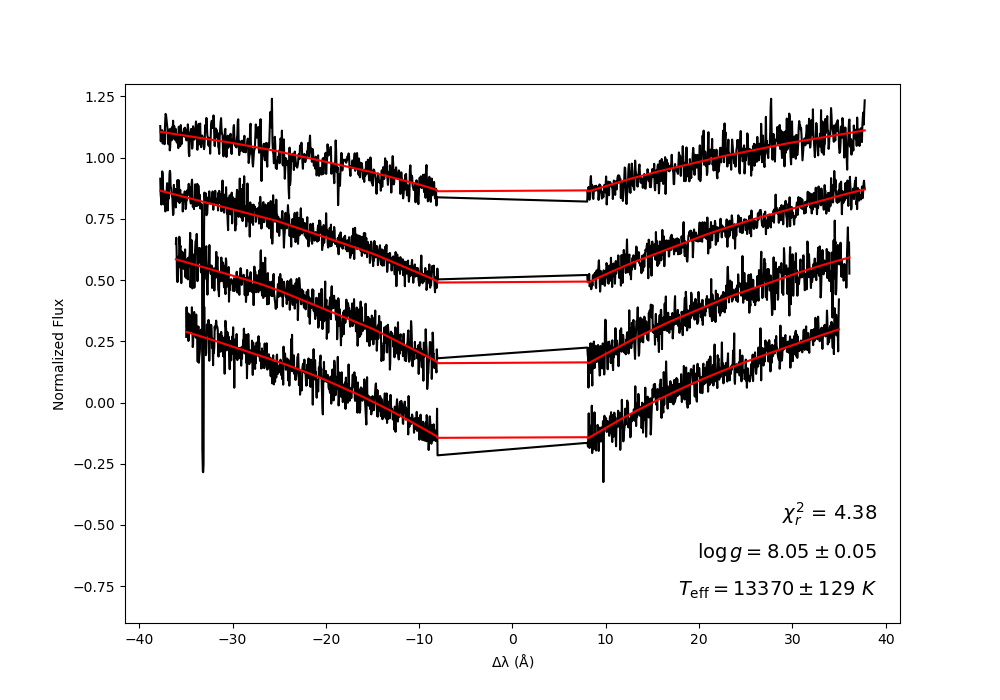 1.25
1.00
0.75
0.50
0.25
0.00
−0.25
−0.50
−0.75
Normalized Flux
χ²ᵣ = 4.38
log g = 8.05 ± 0.05
T_eff = 13370 ± 129 K
−40 −30 −20 −10 0 10 20 30 40
Δλ (Å)